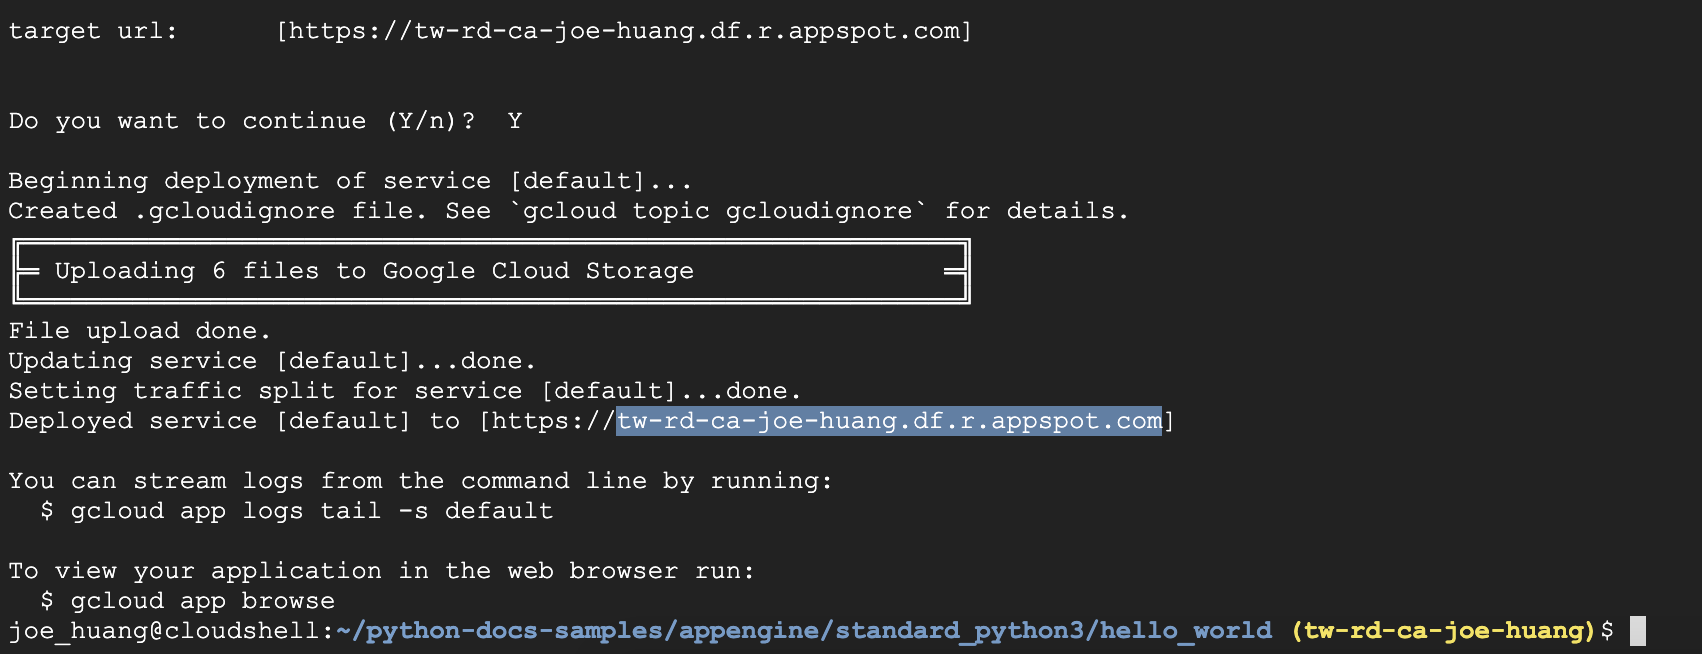 target url:      [https://tw-rd-ca-joe-huang.df.r.appspot.com]
Do you want to continue (Y/n)?  Y
Beginning deployment of service [default]...
Created .gcloudignore file. See `gcloud topic gcloudignore` for details.
Uploading 6 files to Google Cloud Storage
File upload done.
Updating service [default]...done.
Setting traffic split for service [default]...done.
Deployed service [default] to [https://tw-rd-ca-joe-huang.df.r.appspot.com]
You can stream logs from the command line by running:
  $ gcloud app logs tail -s default
To view your application in the web browser run:
  $ gcloud app browse
joe_huang@cloudshell:~/python-docs-samples/appengine/standard_python3/hello_world (tw-rd-ca-joe-huang)$